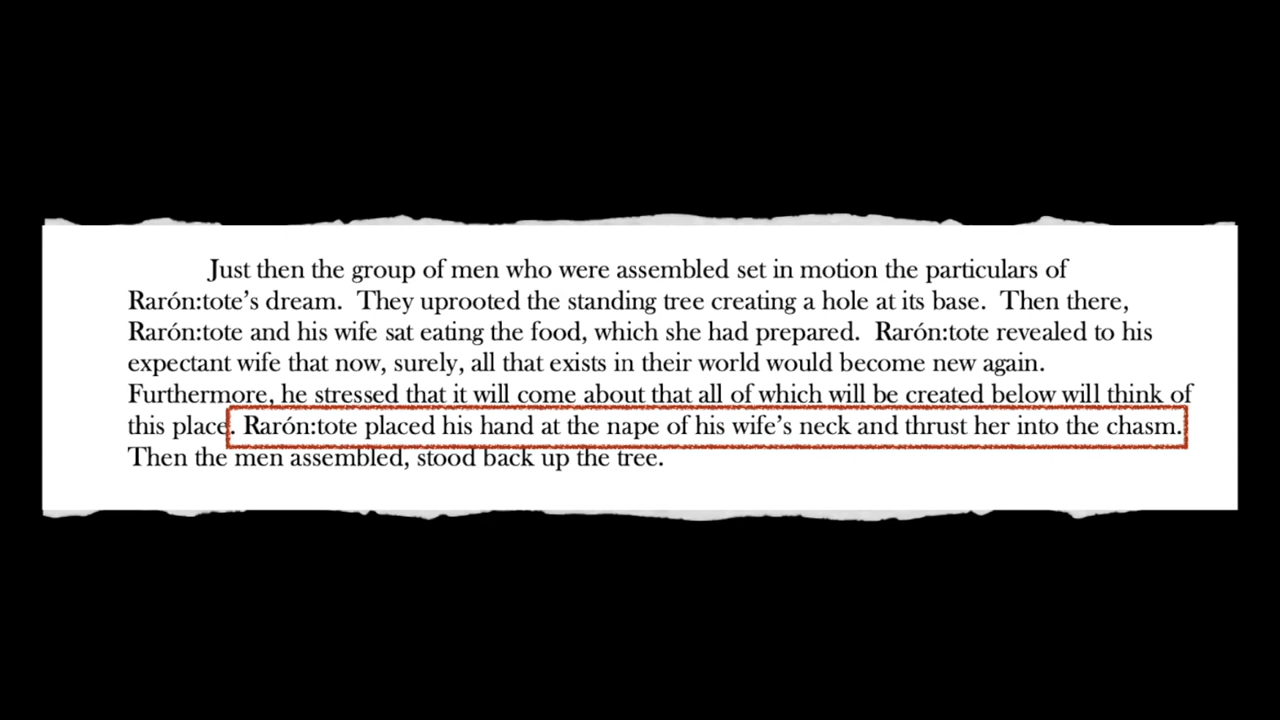 Just then the group of men who were assembled set in motion the particulars of
Rarón:tote’s dream.  They uprooted the standing tree creating a hole at its base.  Then there,
Rarón:tote and his wife sat eating the food, which she had prepared.  Rarón:tote revealed to his
expectant wife that now, surely, all that exists in their world would become new again.
Furthermore, he stressed that it will come about that all of which will be created below will think of
this place. Rarón:tote placed his hand at the nape of his wife’s neck and thrust her into the chasm.
Then the men assembled, stood back up the tree.